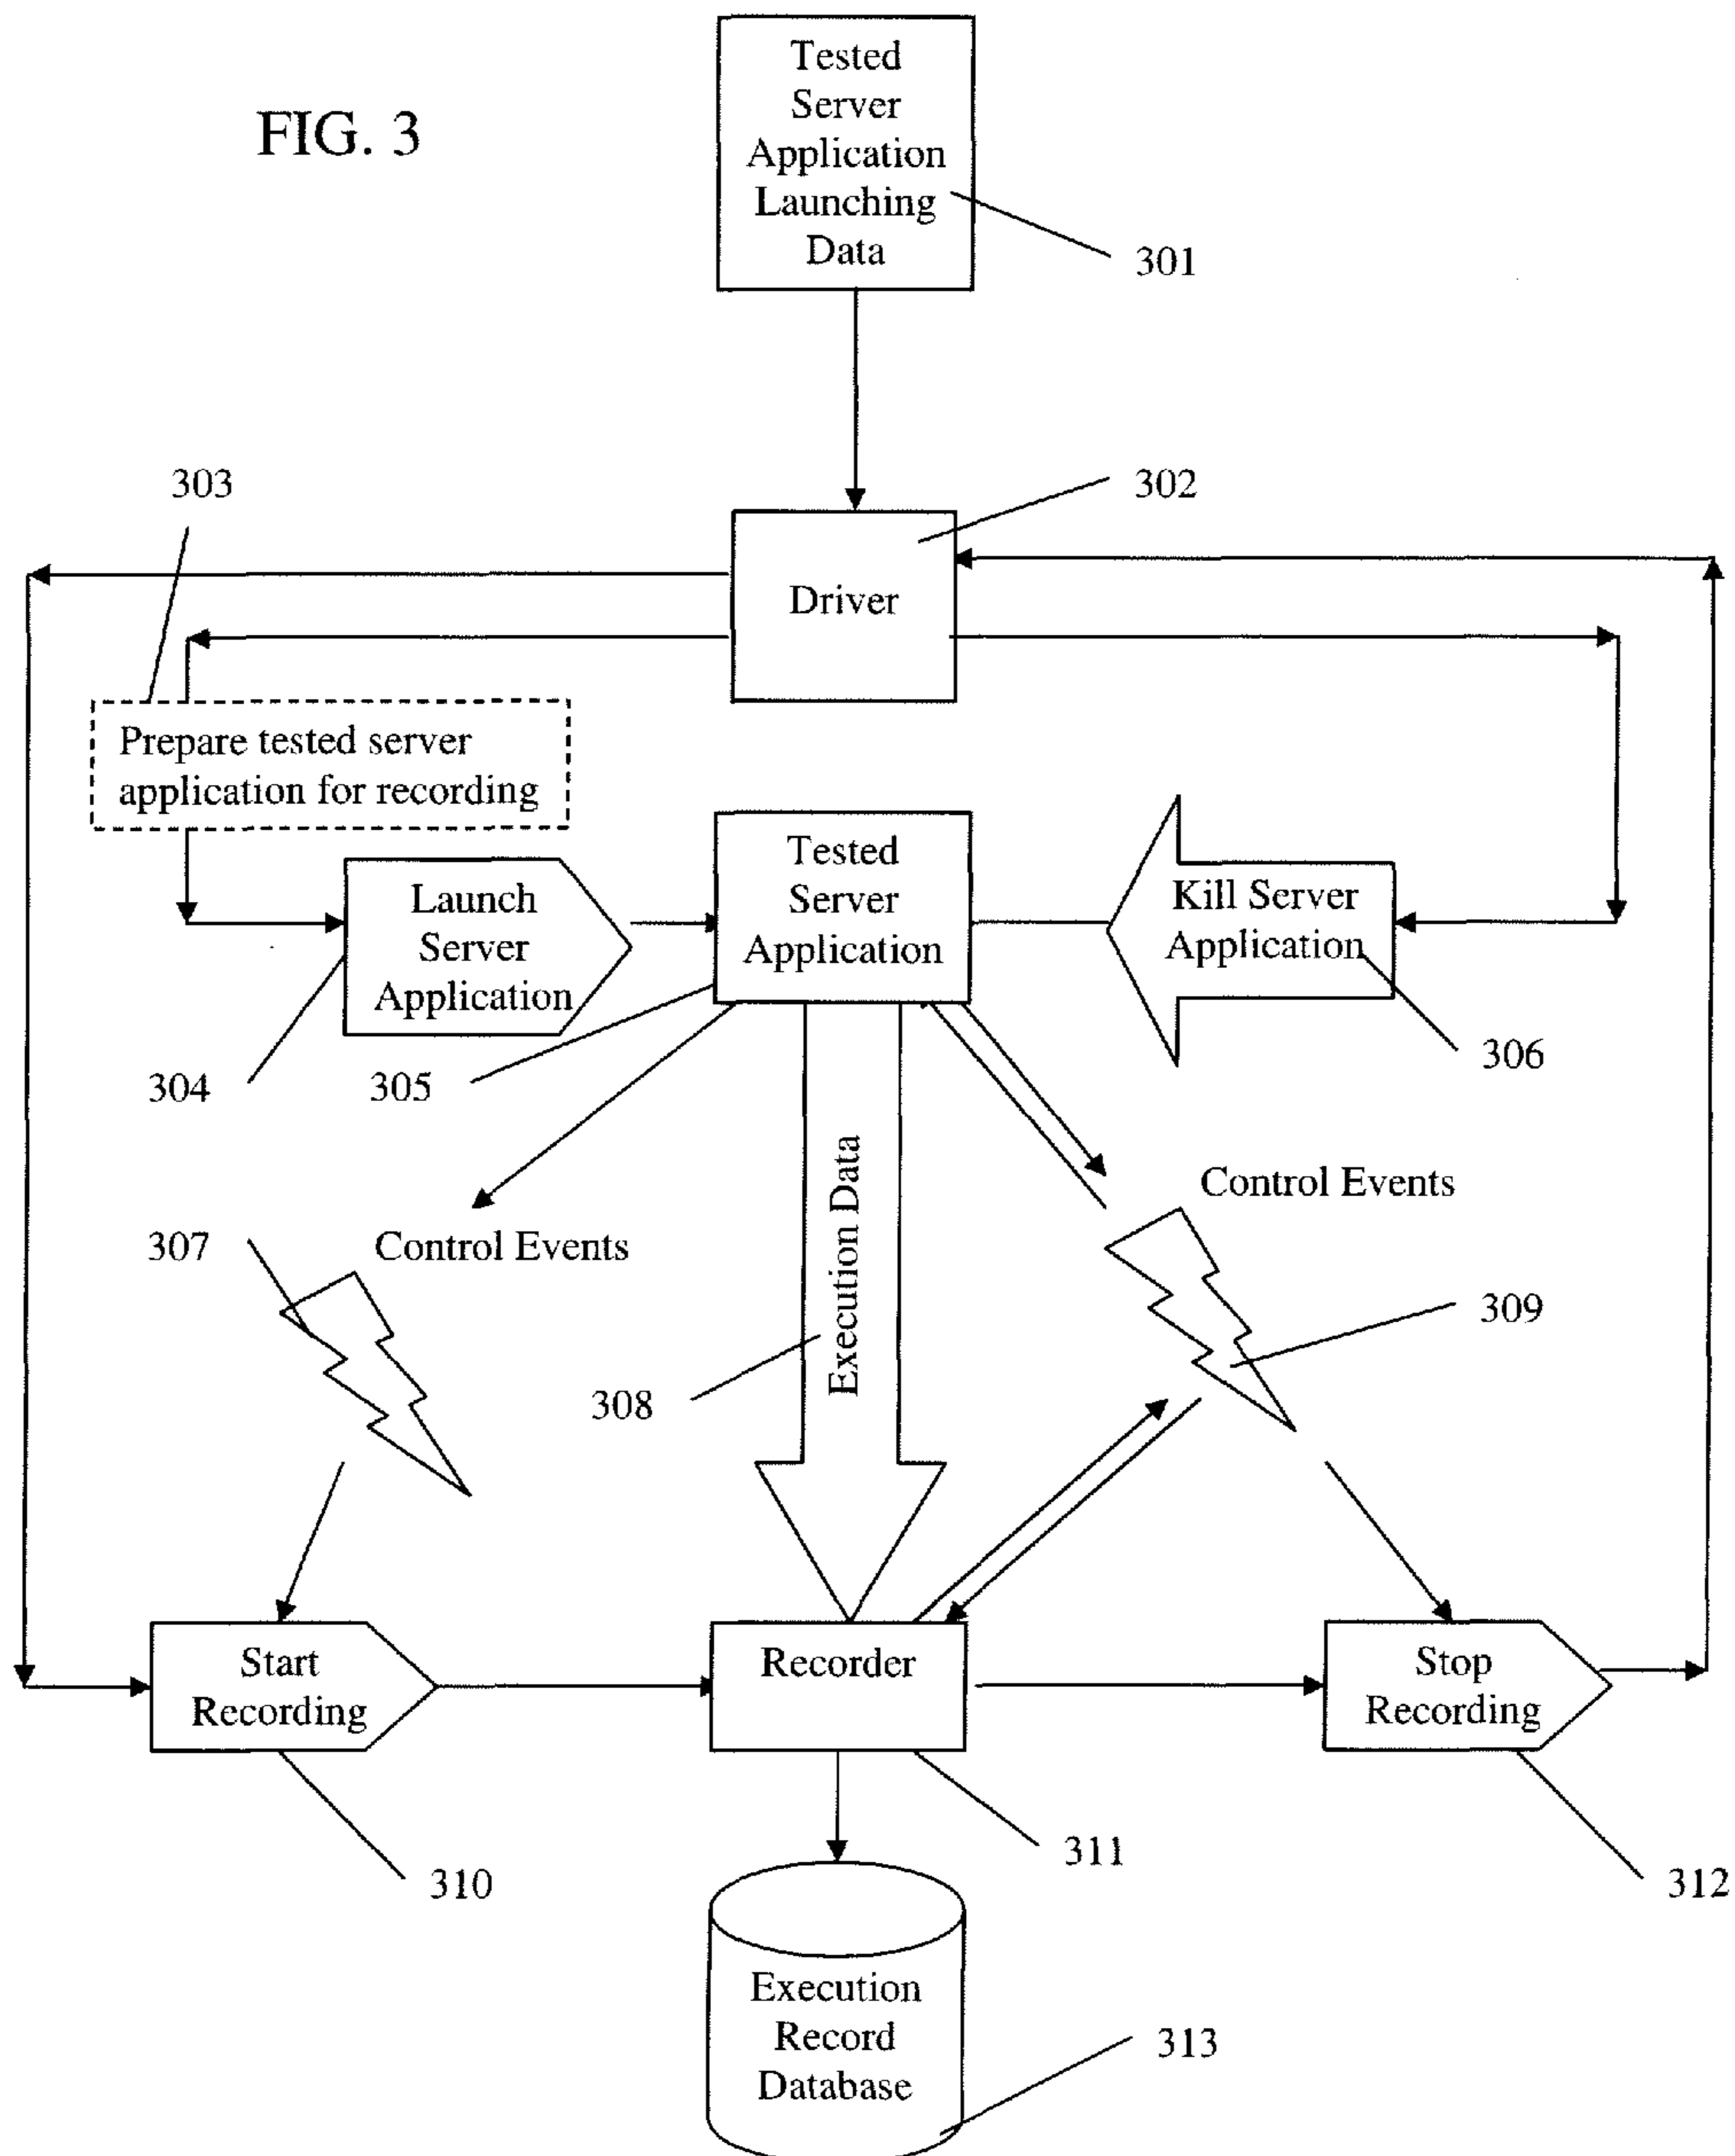 FIG. 3
Tested
Server
Application
Launching
Data
301
303
302
Driver
Prepare tested server
application for recording
Launch
Server
Application
Tested
Server
Application
Kill Server
Application
304
305
306
Control Events
307
Control Events
Execution Data
308
309
Start
Recording
Recorder
Stop
Recording
310
311
312
Execution
Record
Database
313